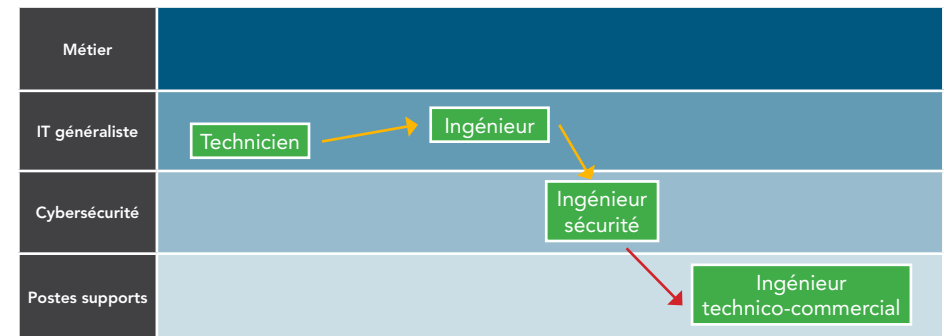 Métier
IT généraliste
Technicien
Ingénieur
Cybersécurité
Ingénieur
sécurité
Postes supports
Ingénieur
technico-commercial